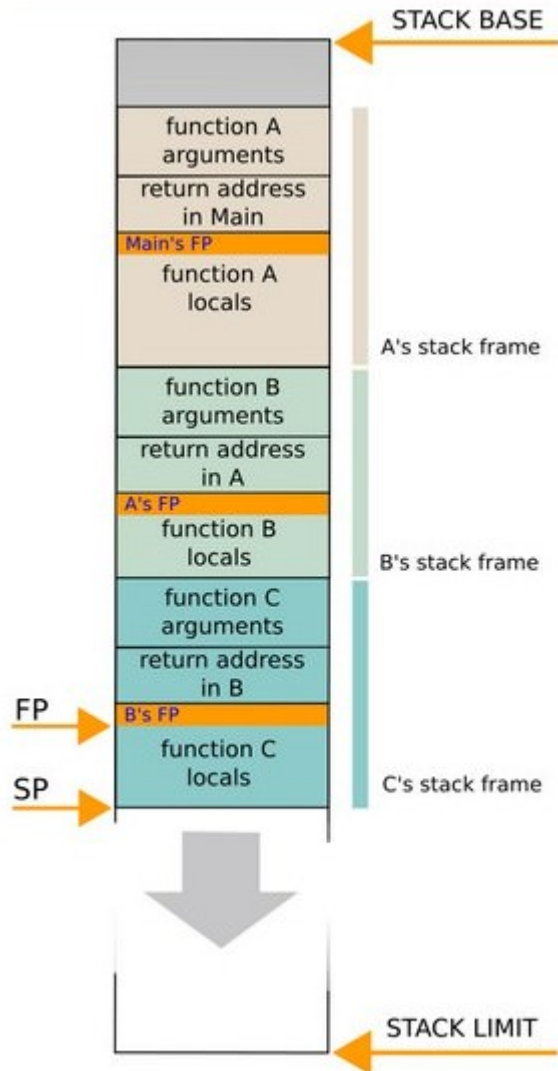 STACK BASE
function A
arguments
return address
in Main
Main's FP
function A
locals
A's stack frame
function B
arguments
return address
in A
A's FP
function B
locals
B's stack frame
function C
arguments
return address
in B
FP
B's FP
function C
locals
SP
C's stack frame
STACK LIMIT